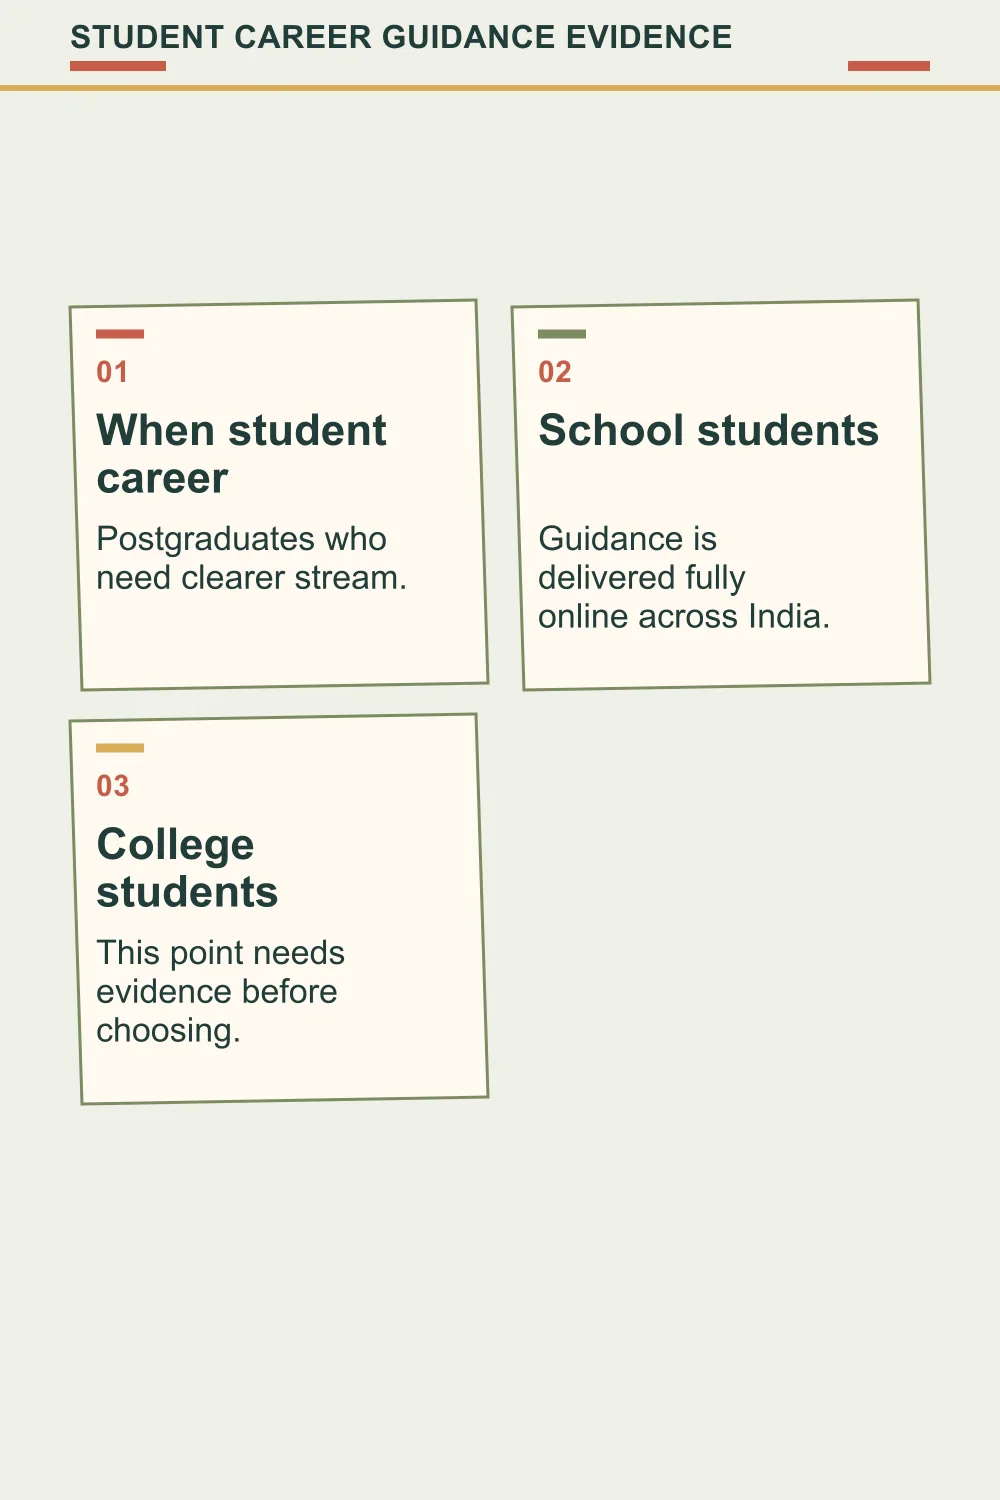 STUDENT CAREER GUIDANCE EVIDENCE
01
When student
career
Postgraduates who
need clearer stream.
02
School students
Guidance is
delivered fully
online across India.
03
College
students
This point needs
evidence before
choosing.